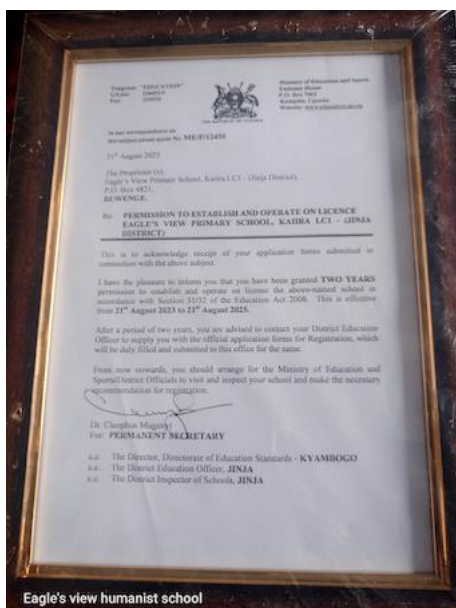 Telegrams "EDUCATION"
Fax:
Ministry of Education and Sports
Embassy House
P.O. Box 7063
Kampala, Uganda
Website:
In any correspondence on
this subject please quote No. ME/P/12430
21st August 2023
The Proprietor (s),
Eagle's View Primary School, Kaiira LC1 - (Jinja District),
P.O. Box 4821,
BUWENGE.
Re: PERMISSION TO ESTABLISH AND OPERATE ON LICENCE
EAGLE'S VIEW PRIMARY SCHOOL, KAIIRA LC1 - (JINJA
DISTRICT)
This is to acknowledge receipt of your application forms submitted in
connection with the above subject.
I have the pleasure to inform you that you have been granted TWO YEARS
permission to establish and operate on license the above-named school in
accordance with Section 31/32 of the Education Act 2008. This is effective
from 21st August 2023 to 21st August 2025.
After a period of two years, you are advised to contact your District Education
Officer to supply you with the official application forms for Registration, which
will be duly filled and submitted to this office for the same.
From now onwards, you should arrange for the Ministry of Education and
Sports/District Officials to visit and inspect your school and make the necessary
recommendation for registration.
Dr. Cleophus Mugenyi
For: PERMANENT SECRETARY
c.c. The Director, Directorate of Education Standards - KYAMBOGO
c.c. The District Education Officer, JINJA
c.c. The District Inspector of Schools, JINJA
Eagle's view humanist school